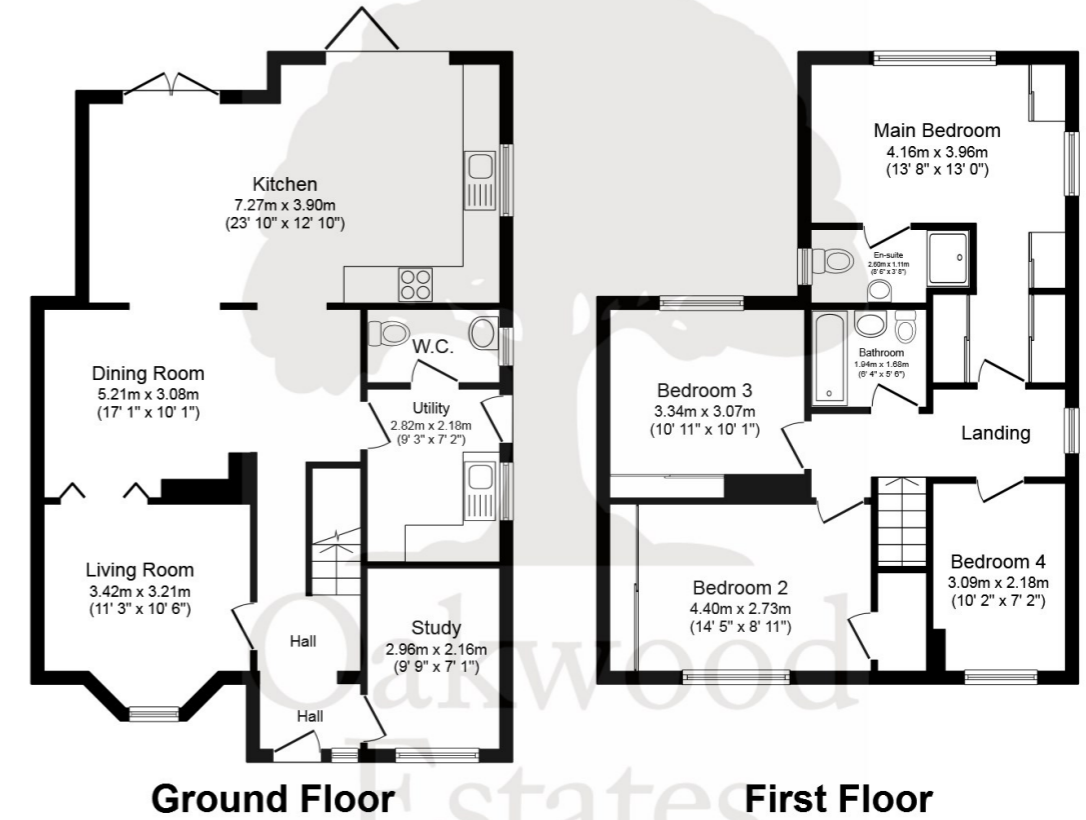 Kitchen
7.27m x 3.90m
(23' 10" x 12' 10")
W.C.
Dining Room
5.21m x 3.08m
(17' 1" x 10' 1")
Utility
2.82m x 2.18m
(9' 3" x 7' 2")
Living Room
3.42m x 3.21m
(11' 3" x 10' 6")
Hall
Study
2.96m x 2.16m
(9' 9" x 7' 1")
Hall
Ground Floor
Main Bedroom
4.16m x 3.96m
(13' 8" x 13' 0")
En-suite
2.60m x 1.11m
(8' 6" x 3' 8")
Bathroom
1.94m x 1.68m
(6' 4" x 5' 6")
Bedroom 3
3.34m x 3.07m
(10' 11" x 10' 1")
Landing
Bedroom 2
4.40m x 2.73m
(14' 5" x 8' 11")
Bedroom 4
3.09m x 2.18m
(10' 2" x 7' 2")
First Floor
Oakwood
Estates